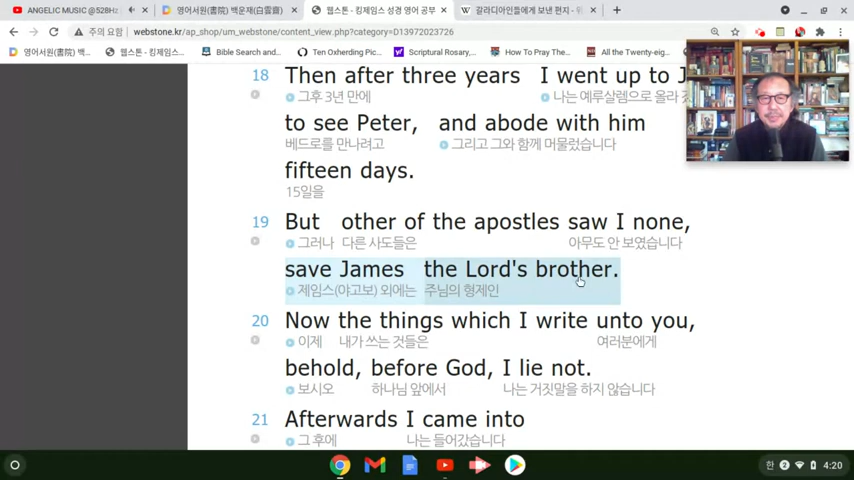 ANGELIC MUSIC @528Hz
영어서원(書院) 백운재(白雲齋)
웹스톤 - 킹제임스 성경 영어 공부
갈라디아인들에게 보낸 편지 - 위
주의 요함
webstone.kr/ap_shop/um_webstone/content_view.php?category=D13972023726
영어서원(書院) 백...
웹스톤 - 킹제임스...
Bible Search and...
Ten Oxherding Pic...
Scriptural Rosary,...
How To Pray The...
All the Twenty-eig...
18 Then after three years I went up to J
그후 3년 만에 나는 예루살렘으로 올라
to see Peter, and abode with him
베드로를 만나려고 그리고 그와 함께 머물렀습니다
fifteen days.
15일을
19 But other of the apostles saw I none,
그러나 다른 사도들은 아무도 안 보였습니다
save James the Lord's brother.
제임스(야고보) 외에는 주님의 형제인
20 Now the things which I write unto you,
이제 내가 쓰는 것들은 여러분에게
behold, before God, I lie not.
보시오 하나님 앞에서 나는 거짓말을 하지 않습니다
21 Afterwards I came into
그 후에 나는 들어갔습니다
한 2 4:20